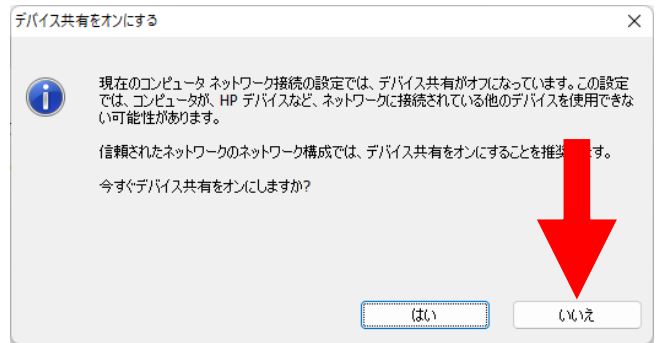 デバイス共有をオンにする
現在のコンピュータ ネットワーク接続の設定では、デバイス共有がオフになっています。この設定
では、コンピュータが、HP デバイスなど、ネットワークに接続されている他のデバイスを使用できな
い可能性があります。
信頼されたネットワークのネットワーク構成では、デバイス共有をオンにすることを推奨 す。
今すぐデバイス共有をオンにしますか?
はい
いいえ